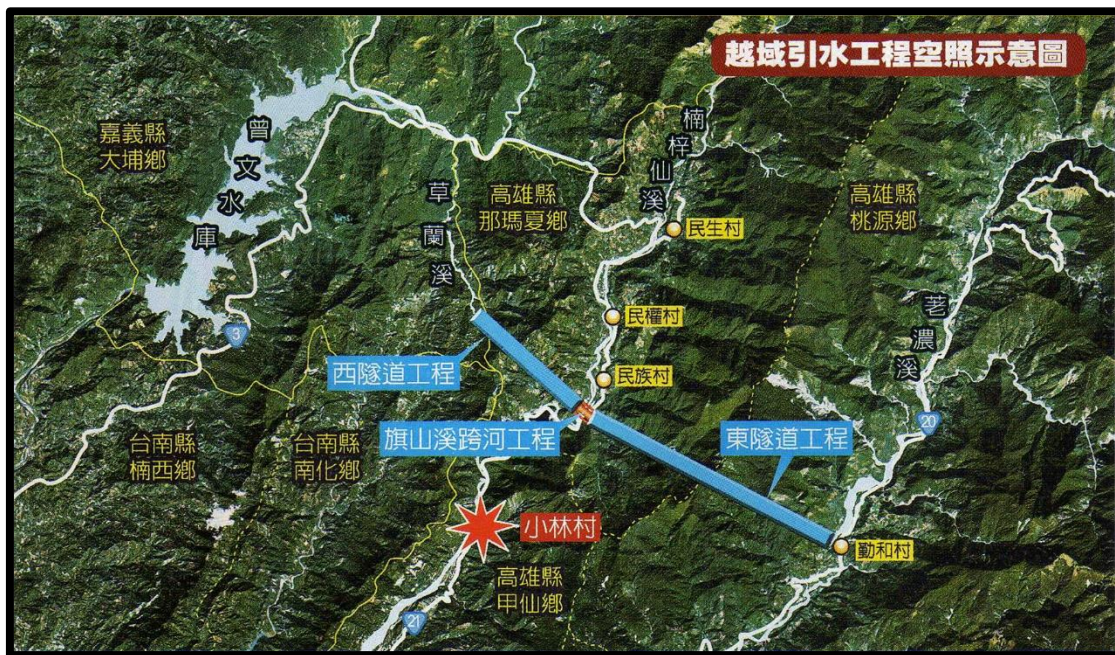 越域引水工程空照示意圖
嘉義縣
大埔鄉
曾文水庫
草蘭溪
高雄縣
那瑪夏鄉
楠梓仙溪
民生村
高雄縣
桃源鄉
荖濃溪
民權村
民族村
3
西隧道工程
旗山溪跨河工程
東隧道工程
20
台南縣
楠西鄉
台南縣
南化鄉
小林村
勤和村
高雄縣
甲仙鄉
21